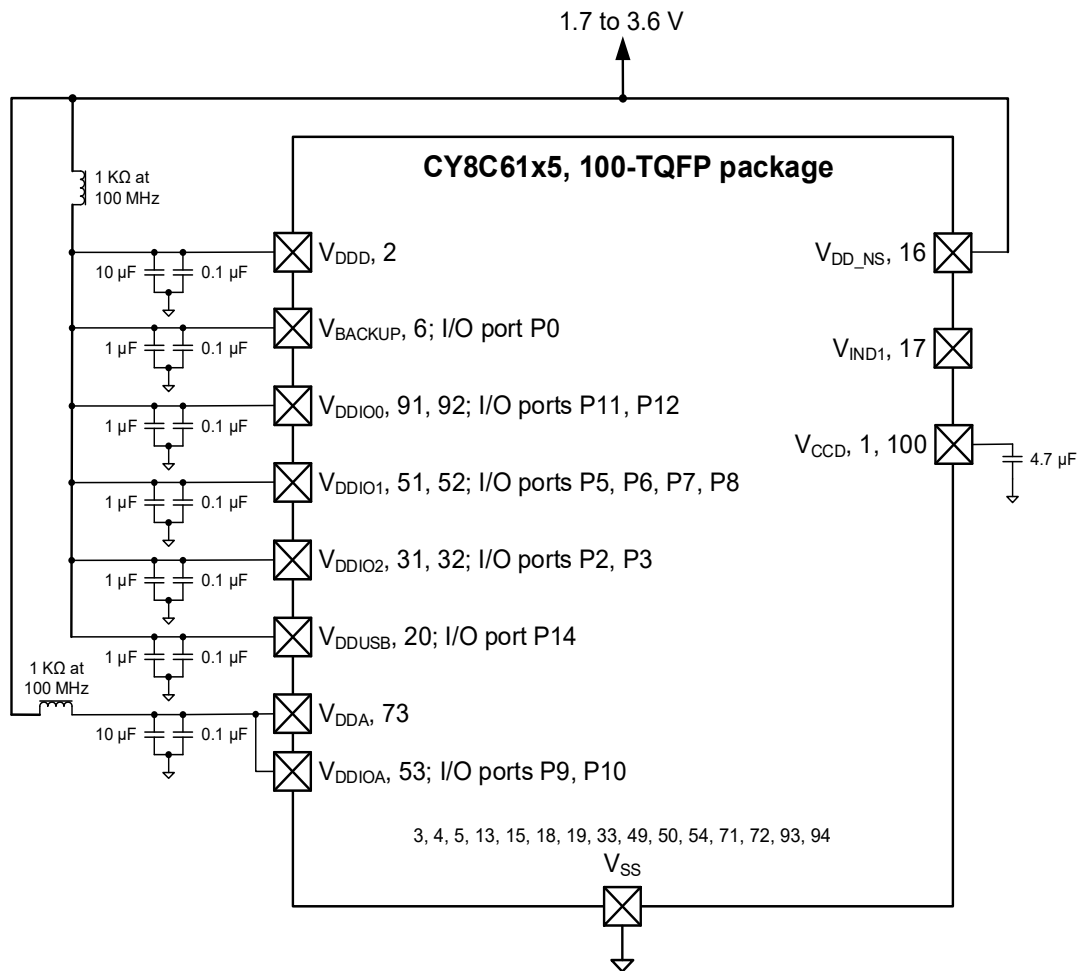 1.7 to 3.6 V
CY8C61x5, 100-TQFP package
1 KΩ at
100 MHz
10 µF
0.1 µF
VDDD, 2
VDD_NS, 16
1 µF
0.1 µF
VBACKUP, 6; I/O port P0
VIND1, 17
1 µF
0.1 µF
VDDIO0, 91, 92; I/O ports P11, P12
VCCD, 1, 100
4.7 µF
1 µF
0.1 µF
VDDIO1, 51, 52; I/O ports P5, P6, P7, P8
1 µF
0.1 µF
VDDIO2, 31, 32; I/O ports P2, P3
1 µF
0.1 µF
VDDUSB, 20; I/O port P14
1 KΩ at
100 MHz
10 µF
0.1 µF
VDDA, 73
VDDIOA, 53; I/O ports P9, P10
3, 4, 5, 13, 15, 18, 19, 33, 49, 50, 54, 71, 72, 93, 94
VSS